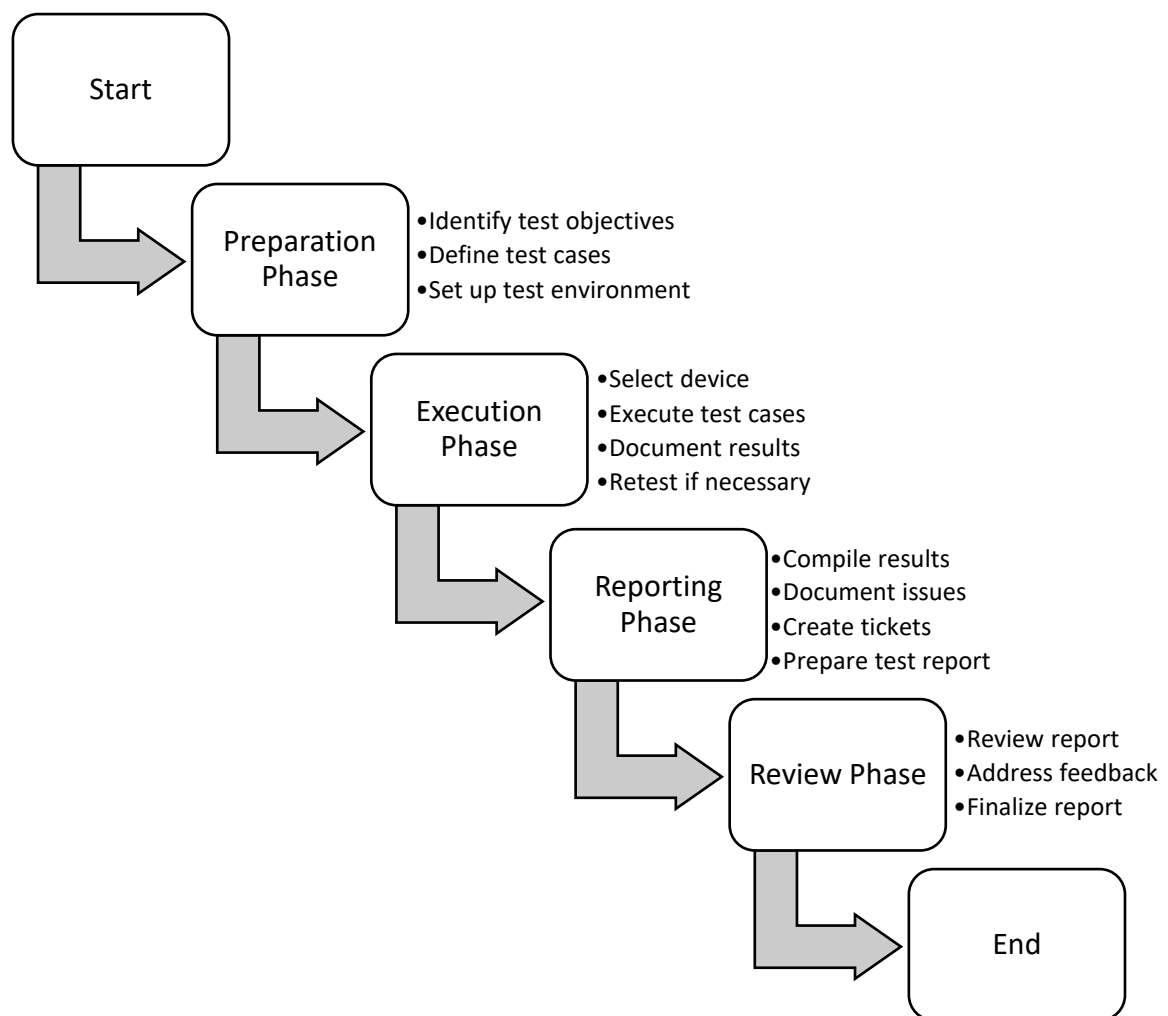 Start
Preparation
Phase
•Identify test objectives
•Define test cases
•Set up test environment
Execution
Phase
•Select device
•Execute test cases
•Document results
•Retest if necessary
Reporting
Phase
•Compile results
•Document issues
•Create tickets
•Prepare test report
Review Phase
•Review report
•Address feedback
•Finalize report
End